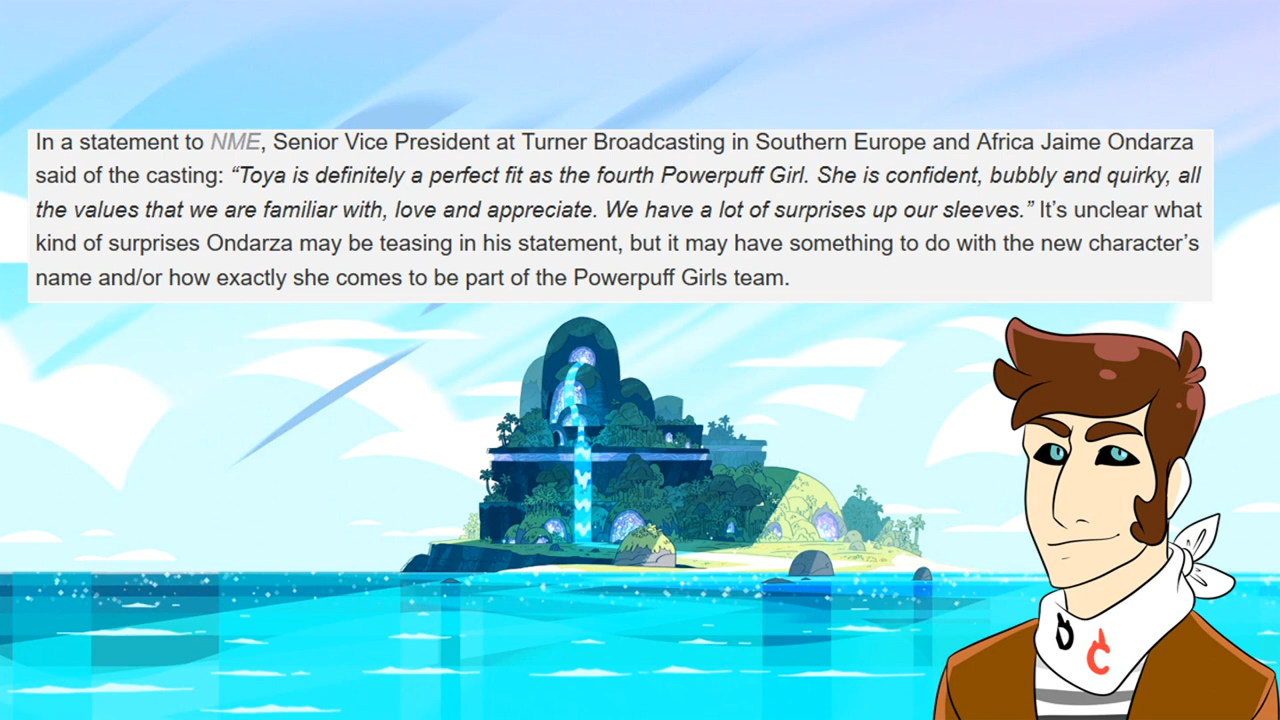 In a statement to NME, Senior Vice President at Turner Broadcasting in Southern Europe and Africa Jaime Ondarza
said of the casting: “Toya is definitely a perfect fit as the fourth Powerpuff Girl. She is confident, bubbly and quirky, all
the values that we are familiar with, love and appreciate. We have a lot of surprises up our sleeves.” It’s unclear what
kind of surprises Ondarza may be teasing in his statement, but it may have something to do with the new character’s
name and/or how exactly she comes to be part of the Powerpuff Girls team.
D C